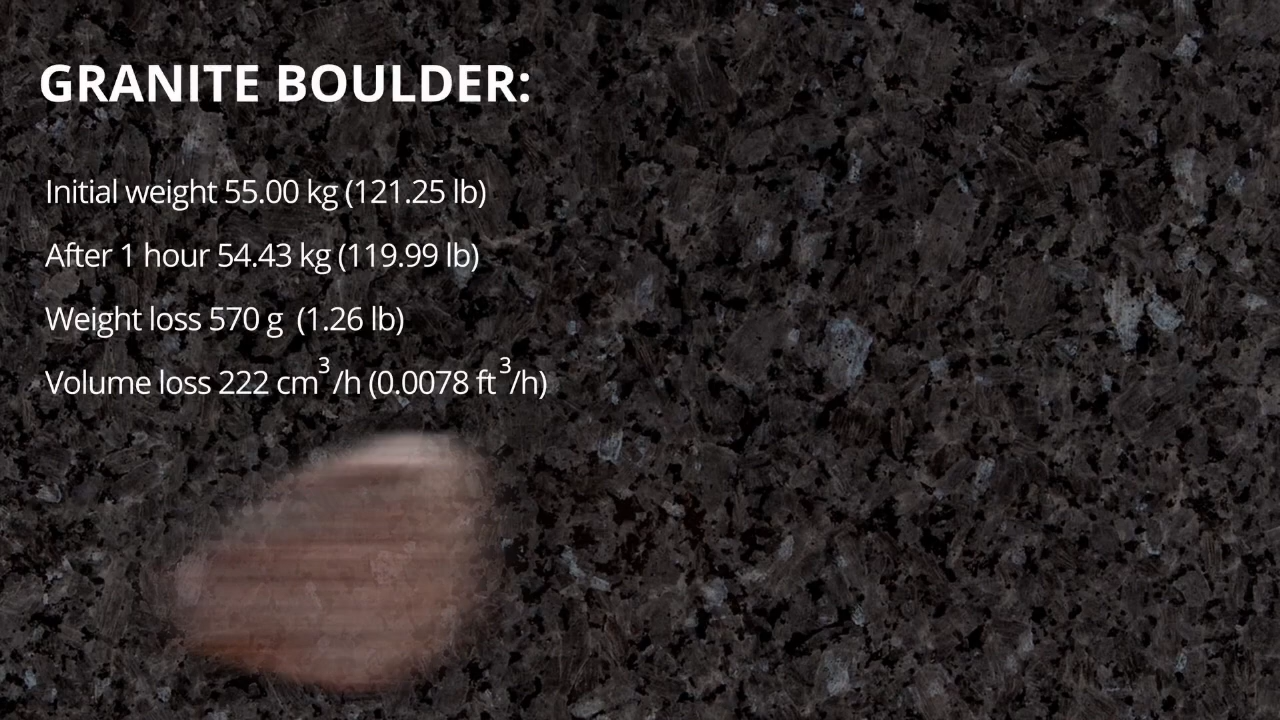 GRANITE BOULDER:
Initial weight 55.00 kg (121.25 lb)
After 1 hour 54.43 kg (119.99 lb)
Weight loss 570 g (1.26 lb)
Volume loss 222 cm³/h (0.0078 ft³/h)